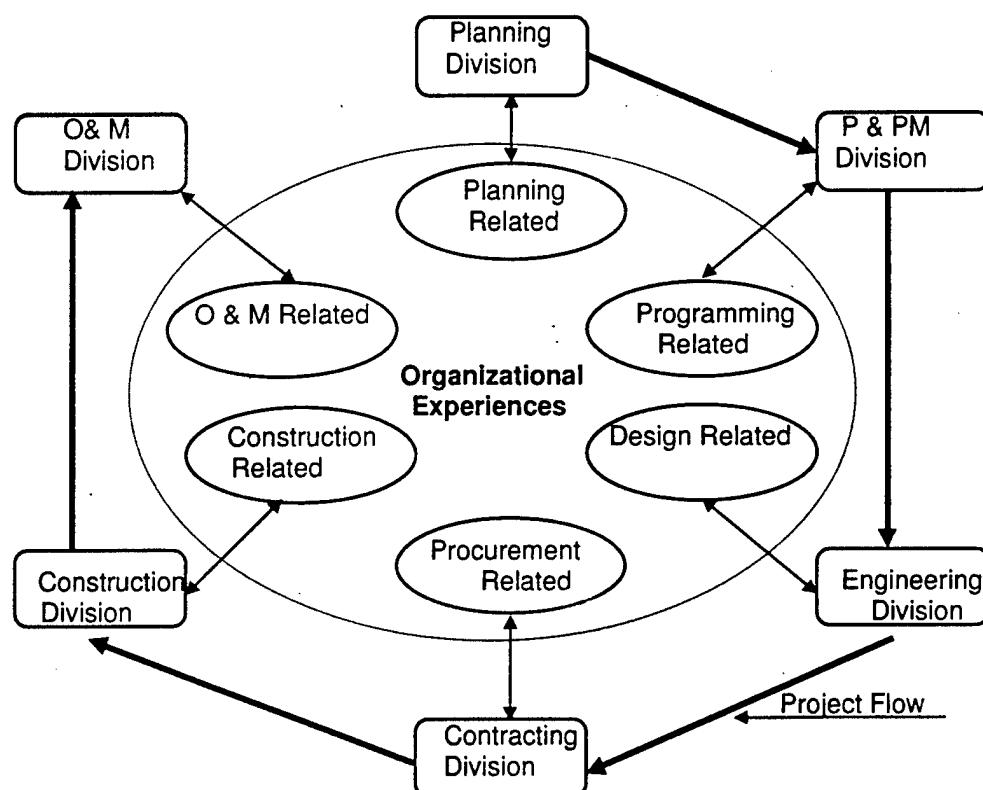 Planning
Division
O& M
Division
P & PM
Division
Planning
Related
O & M Related
Programming
Related
Organizational
Experiences
Construction
Related
Design Related
Procurement
Related
Construction
Division
Engineering
Division
Project Flow
Contracting
Division